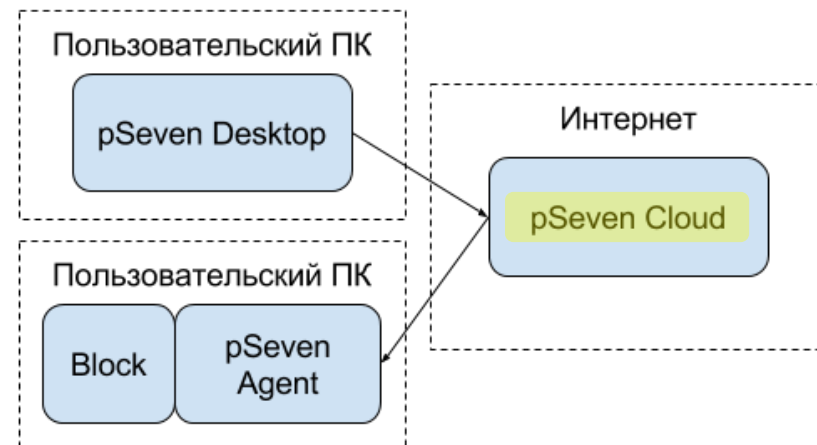 Пользовательский ПК
pSeven Desktop
Интернет
pSeven Cloud
Пользовательский ПК
Block
pSeven
Agent